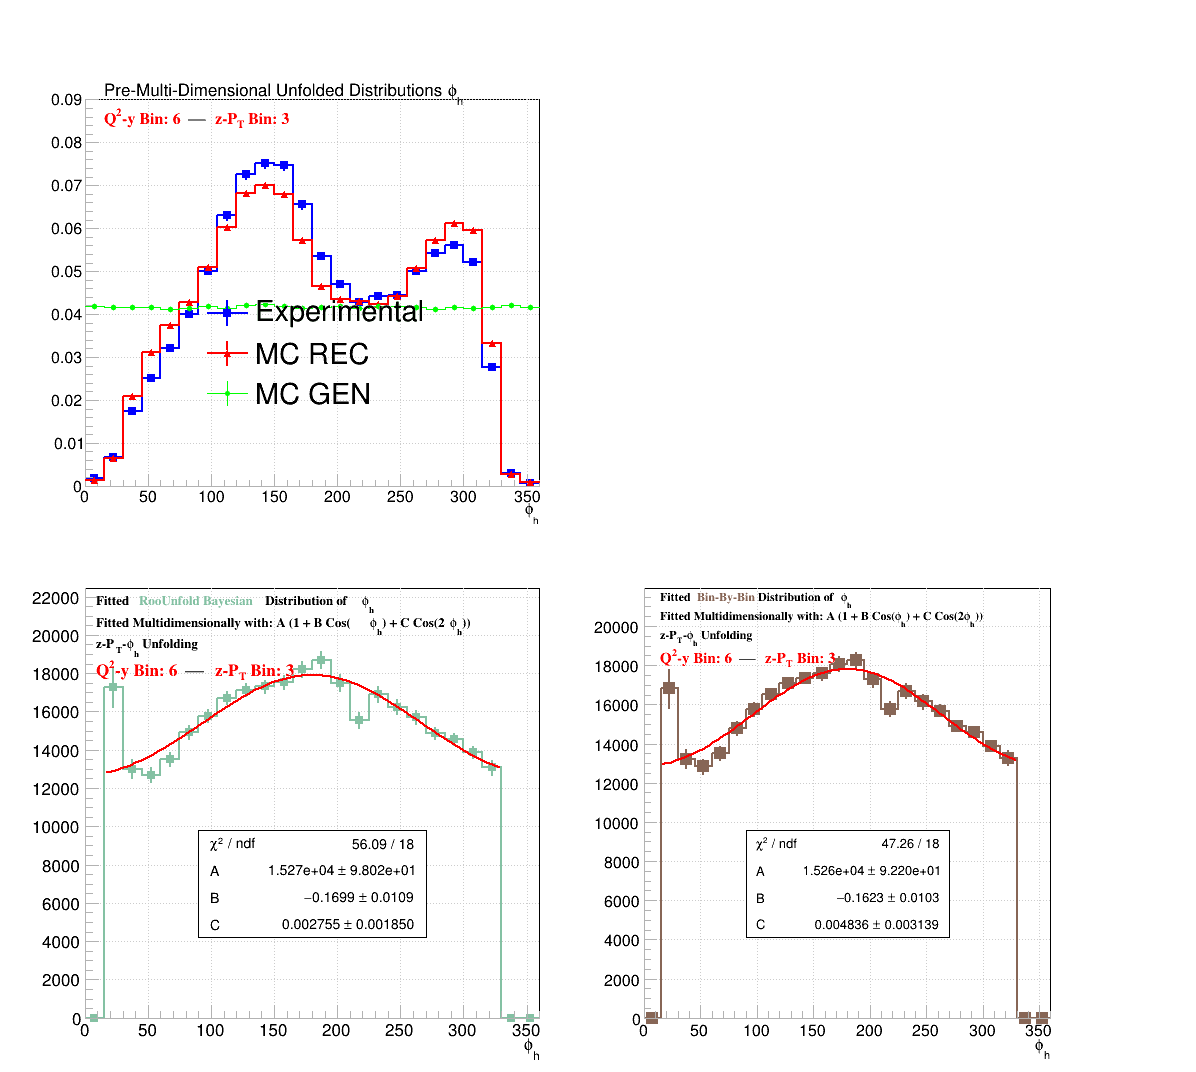 Pre-Multi-Dimensional Unfolded Distributions ϕh
Q2-y Bin: 6 — z-PT Bin: 3
0.09
0.08
0.07
0.06
0.05
0.04
0.03
0.02
0.01
0
Experimental
MC REC
MC GEN
0 50 100 150 200 250 300 350
ϕh
Fitted RooUnfold Bayesian Distribution of ϕh
Fitted Multidimensionally with: A (1 + B Cos(ϕh) + C Cos(2 ϕh))
z-PT-ϕh Unfolding
Q2-y Bin: 6 — z-PT Bin: 3
22000
20000
18000
16000
14000
12000
10000
8000
6000
4000
2000
0
χ2 / ndf 56.09 / 18
A 1.527e+04 ± 9.802e+01
B −0.1699 ± 0.0109
C 0.002755 ± 0.001850
0 50 100 150 200 250 300 350
ϕh
Fitted Bin-By-Bin Distribution of ϕh
Fitted Multidimensionally with: A (1 + B Cos(ϕh) + C Cos(2ϕh))
z-PT-ϕh Unfolding
Q2-y Bin: 6 — z-PT Bin: 3
20000
18000
16000
14000
12000
10000
8000
6000
4000
2000
0
χ2 / ndf 47.26 / 18
A 1.526e+04 ± 9.220e+01
B −0.1623 ± 0.0103
C 0.004836 ± 0.003139
0 50 100 150 200 250 300 350
ϕh